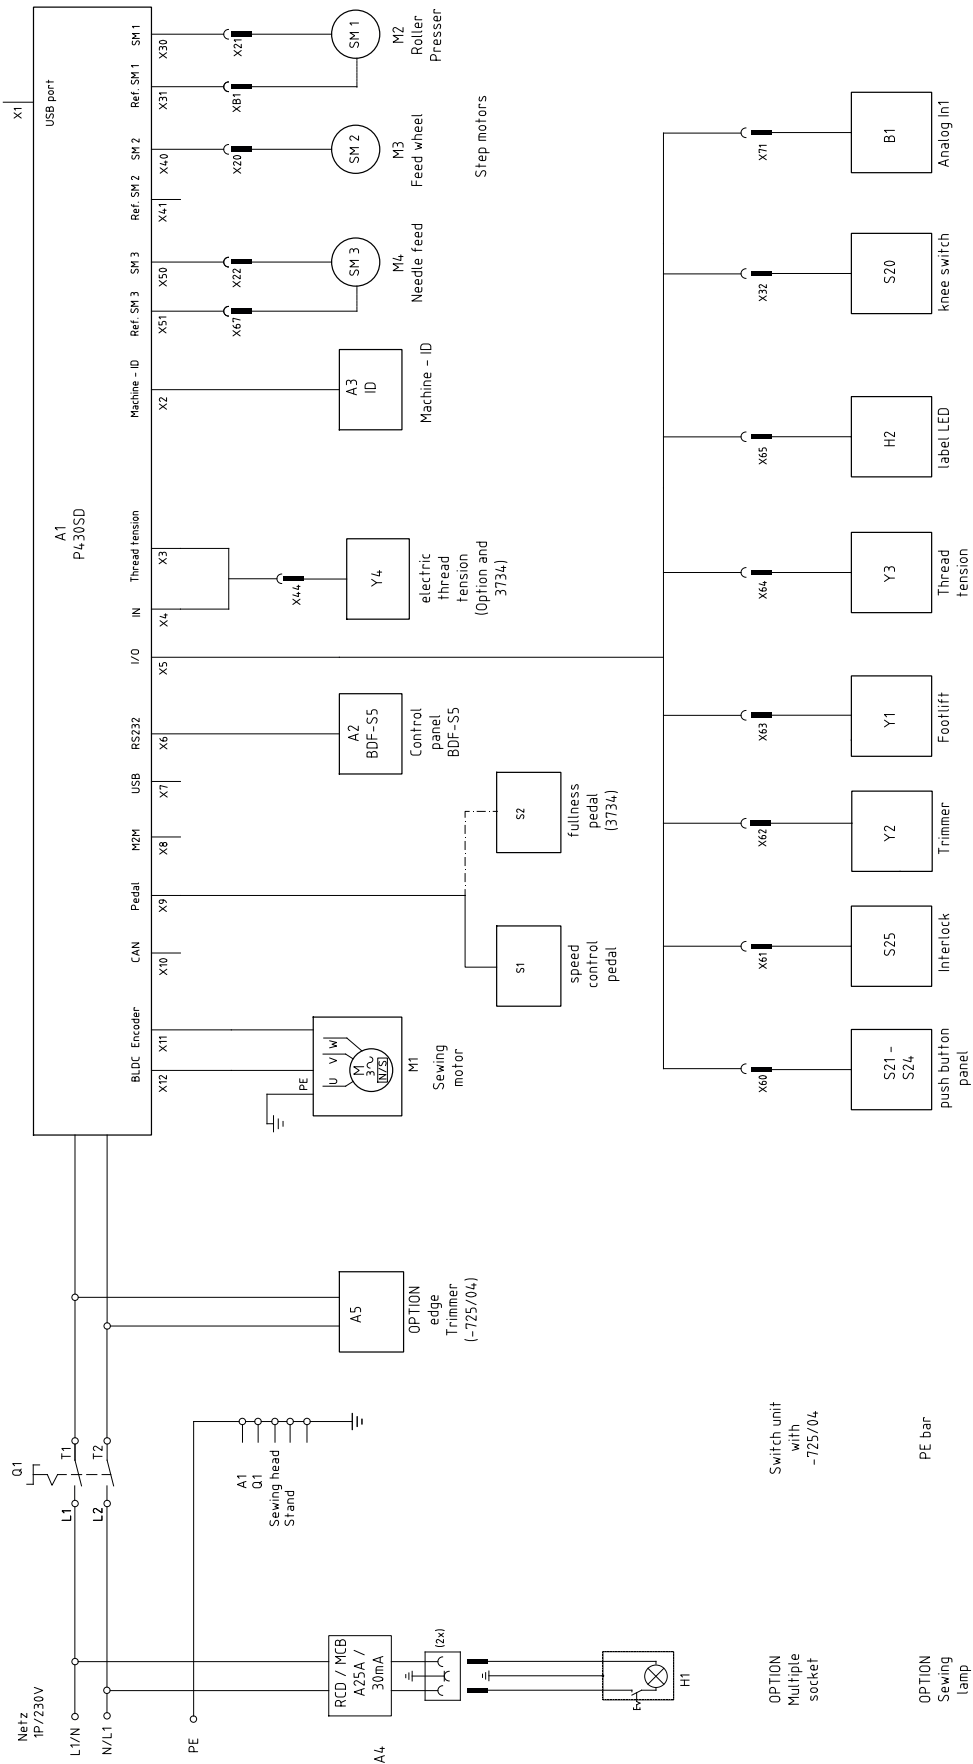 Netz
1P/230V
L1/N
N/L1
PE
Q1
L1
L2
T1
T2
A4
RCD / MCB
A25A /
30mA
(2x)
H1
OPTION
Multiple
socket
OPTION
Sewing
lamp
A1
Q1
Sewing head
Stand
Switch unit
with
-725/04
PE bar
A5
OPTION
edge
Trimmer
(-725/04)
A1
P430SD
X1
USB port
BLDC
X12
Encoder
X11
CAN
X10
Pedal
X9
M2M
X8
USB
X7
RS232
X6
I/O
X5
IN
X4
Thread tension
X3
Machine - ID
X2
Ref. SM 3
X51
SM 3
X50
Ref. SM 2
X41
SM 2
X40
Ref. SM 1
X31
SM 1
X30
PE
U
V
W
M
3~
N/S
M1
Sewing
motor
S1
speed
control
pedal
S2
fullness
pedal
(3734)
A2
BDF-S5
Control
panel
BDF-S5
X44
Y4
electric
thread
tension
(Option and
3734)
A3
ID
Machine - ID
X67
X22
SM 3
M4
Needle feed
X20
SM 2
M3
Feed wheel
XB1
X21
SM 1
M2
Roller
Presser
Step motors
X60
S21 -
S24
push button
panel
X61
S25
Interlock
X62
Y2
Trimmer
X63
Y1
Footlift
X64
Y3
Thread
tension
X65
H2
label LED
X32
S20
knee switch
X71
B1
Analog In1